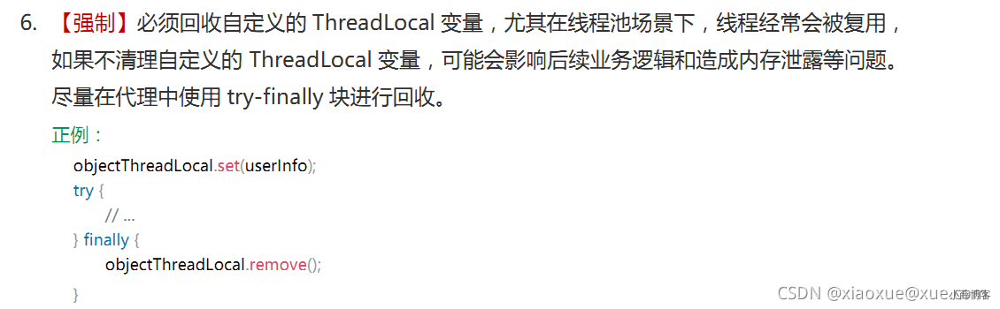 6. 【强制】必须回收自定义的 ThreadLocal 变量，尤其在线程池场景下，线程经常会被复用，
如果不清理自定义的 ThreadLocal 变量，可能会影响后续业务逻辑和造成内存泄露等问题。
尽量在代理中使用 try-finally 块进行回收。
正例：
objectThreadLocal.set(userInfo);
try {
// ...
} finally {
objectThreadLocal.remove();
}
CSDN @xiaoxue@xue